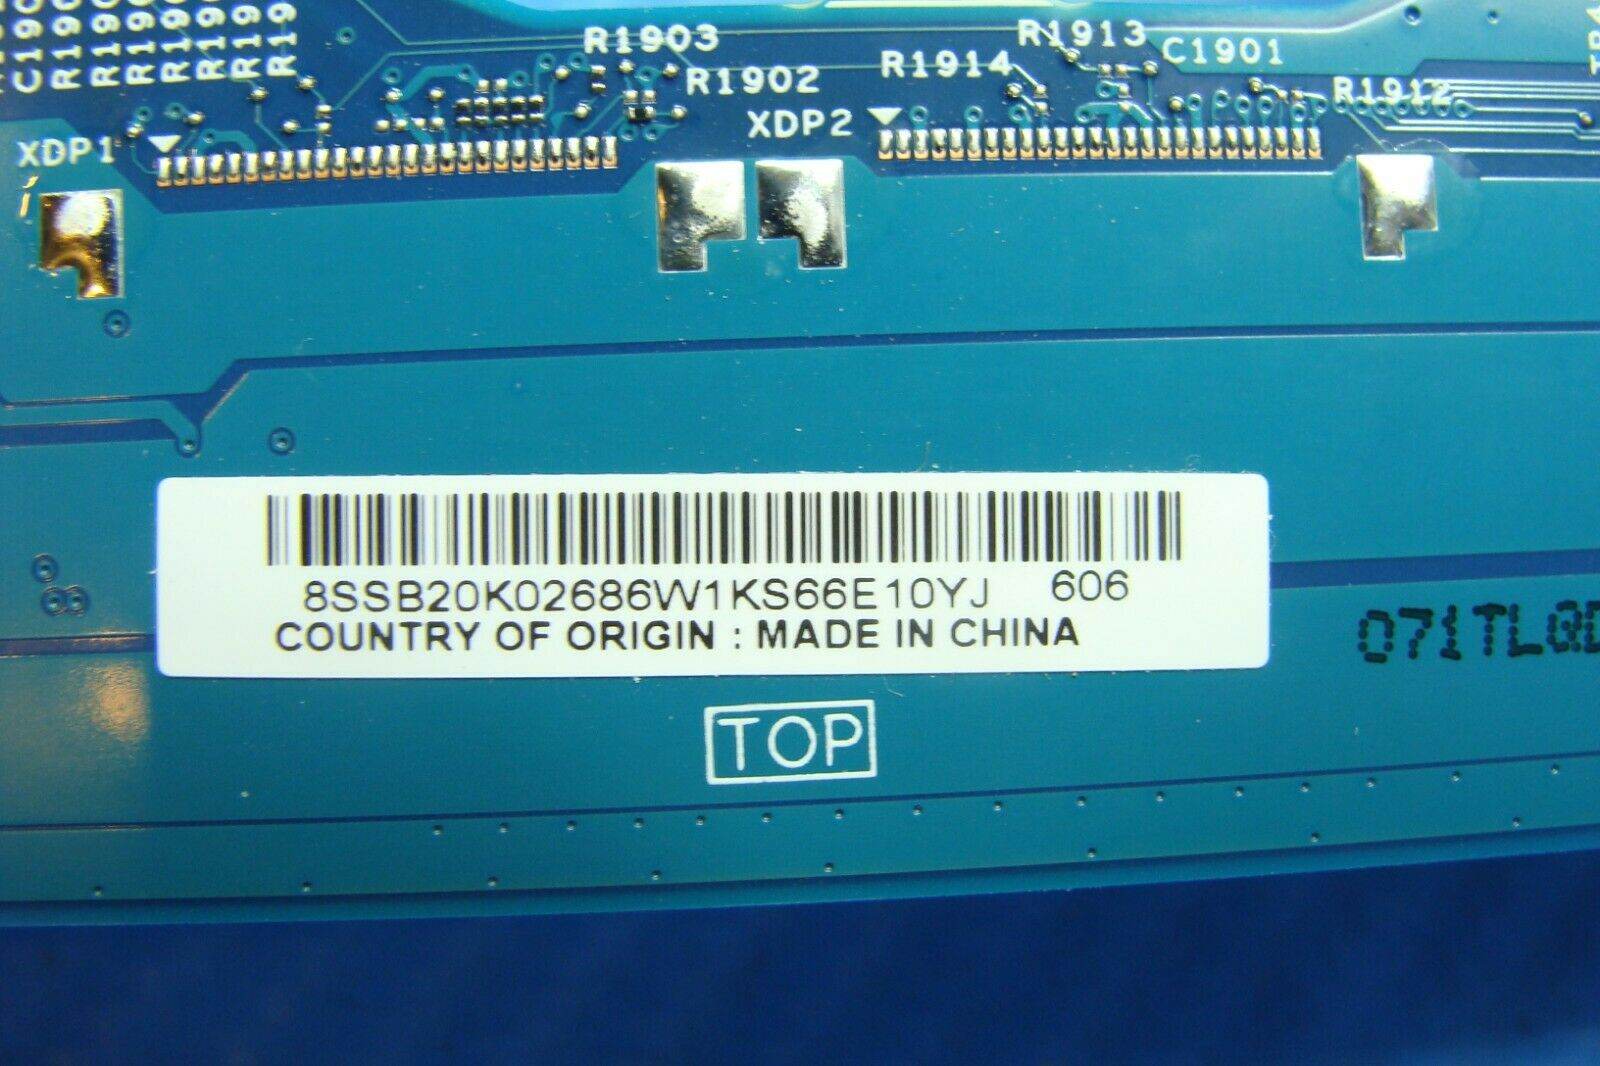 R1903
R1913
C1901
R1914
R1902
R1912
XDP2
XDP1
8SSB20K02686W1KS66E10YJ 606
COUNTRY OF ORIGIN : MADE IN CHINA
TOP